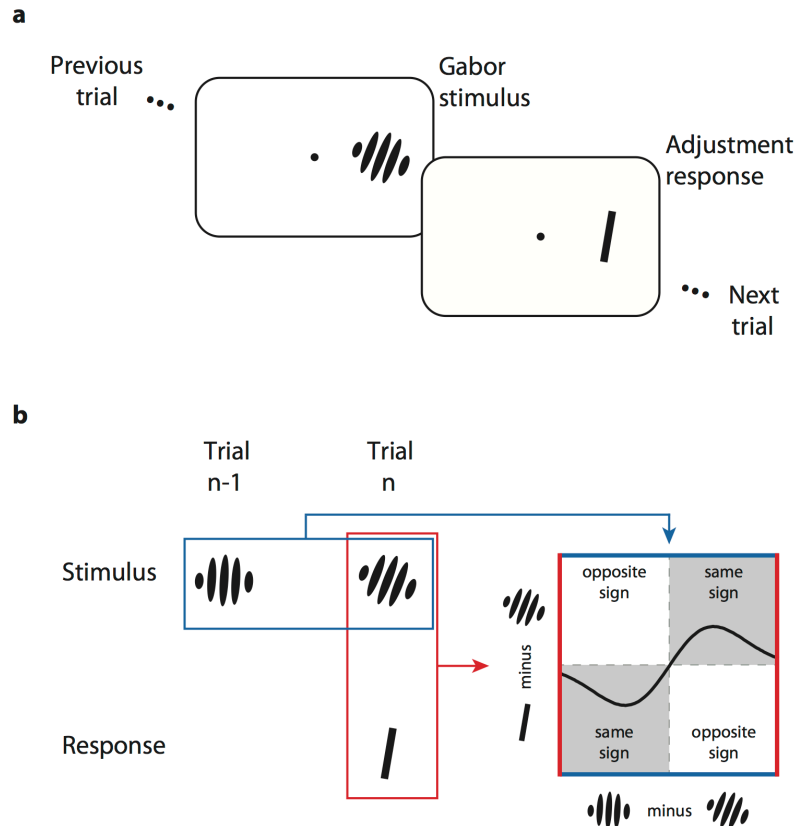 a
Previous
trial
Gabor
stimulus
Adjustment
response
Next
trial
b
Trial
n-1
Trial
n
Stimulus
opposite
sign
same
sign
minus
same
sign
opposite
sign
Response
minus